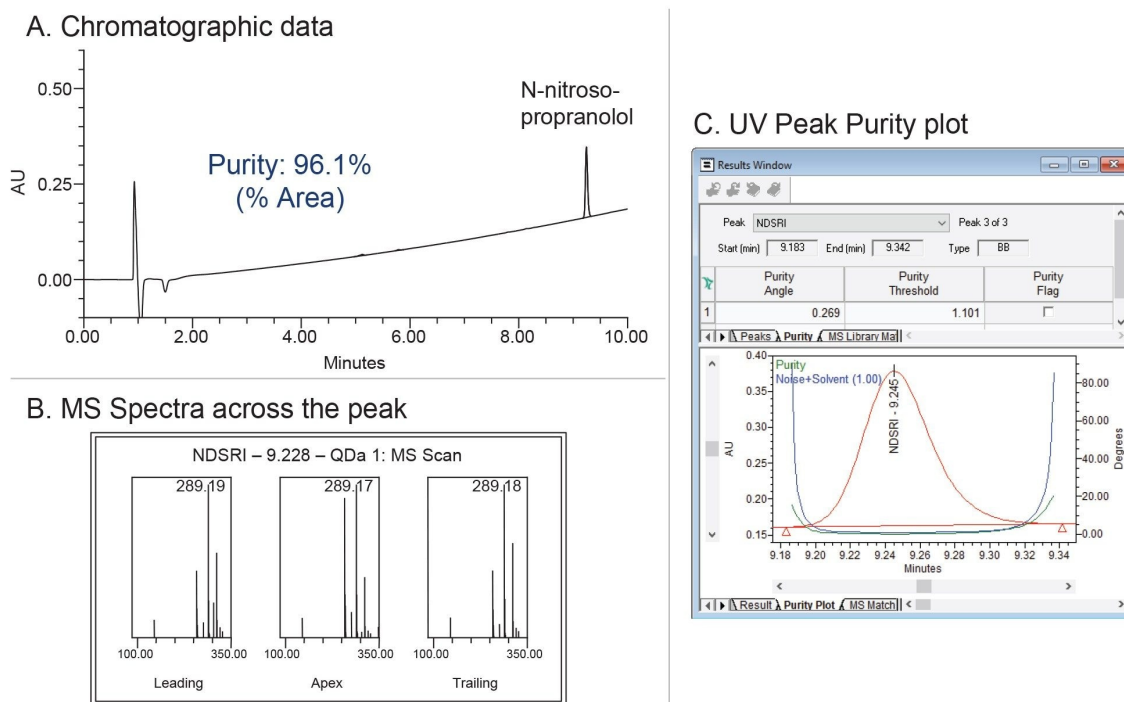 A. Chromatographic data
0.50
0.25
0.00
AU
N-nitroso-
propranolol
Purity: 96.1%
(% Area)
0.00 2.00 4.00 6.00 8.00 10.00
Minutes
B. MS Spectra across the peak
NDSRI – 9.228 – QDa 1: MS Scan
289.19 289.17 289.18
100.00 350.00 100.00 350.00 100.00 350.00
Leading Apex Trailing
C. UV Peak Purity plot
Results Window
Peak NDSRI Peak 3 of 3
Start (min) 9.183 End (min) 9.342 Type BB
Purity Angle Purity Threshold Purity Flag
1 0.269 1.101
Peaks Purity MS Library Mat
Purity
Noise+Solvent (1.00)
NDSRI - 9.245
0.40
0.35
0.30
0.25
0.20
0.15
AU
80.00
60.00
40.00
20.00
0.00
Degrees
9.18 9.20 9.22 9.24 9.26 9.28 9.30 9.32 9.34
Minutes
Result Purity Plot MS Match